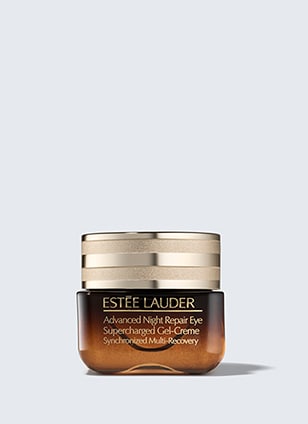 ESTĒE LAUDER
Advanced Night Repair Eye
Supercharged Gel-Creme
Synchronized Multi-Recovery